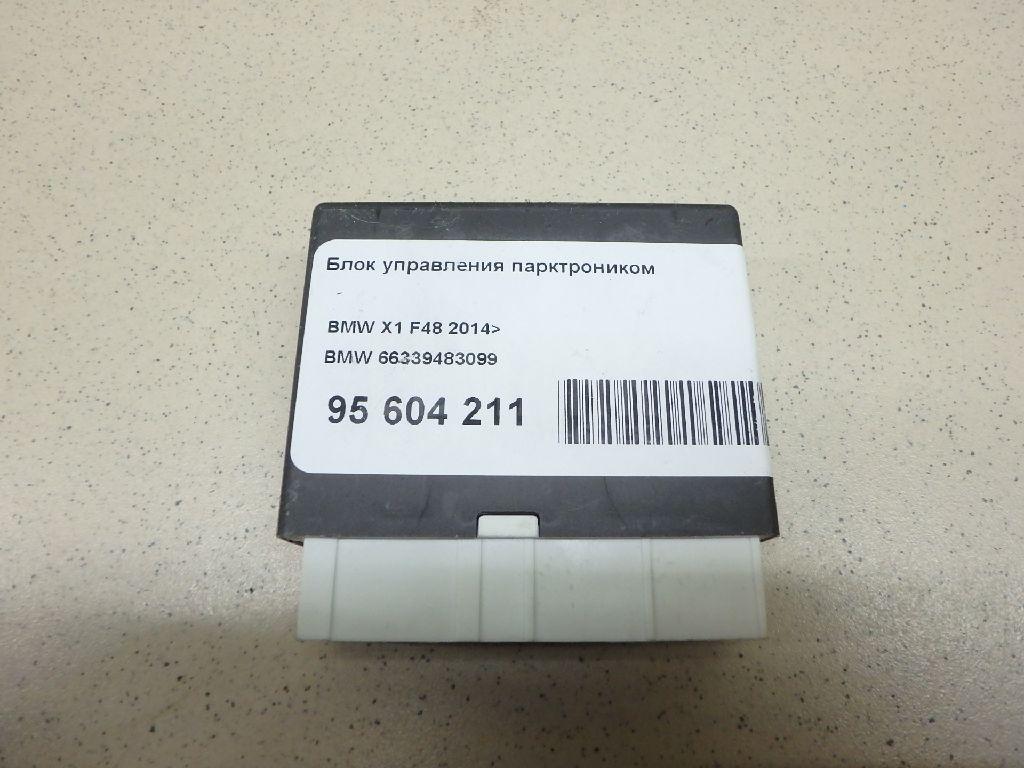 Блок управления парктроником
BMW X1 F48 2014>
BMW 66339483099
95 604 211